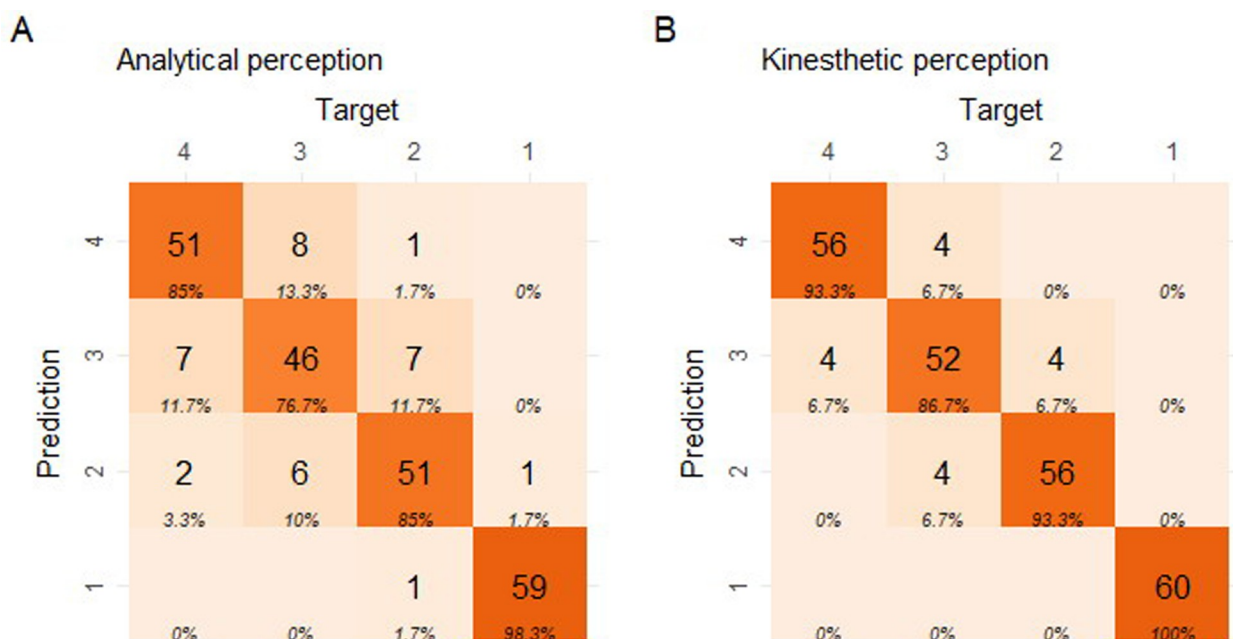 A
B
Analytical perception
Kinesthetic perception
Target
Target
4 3 2 1
4 3 2 1
4
51 8 1
85% 13.3% 1.7% 0%
3
7 46 7
11.7% 76.7% 11.7% 0%
Prediction
2
2 6 51 1
3.3% 10% 85% 1.7%
1
1 59
0% 0% 1.7% 98.3%
4
56 4
93.3% 6.7% 0% 0%
3
4 52 4
6.7% 86.7% 6.7% 0%
Prediction
2
4 56
0% 6.7% 93.3% 0%
1
60
0% 0% 0% 100%